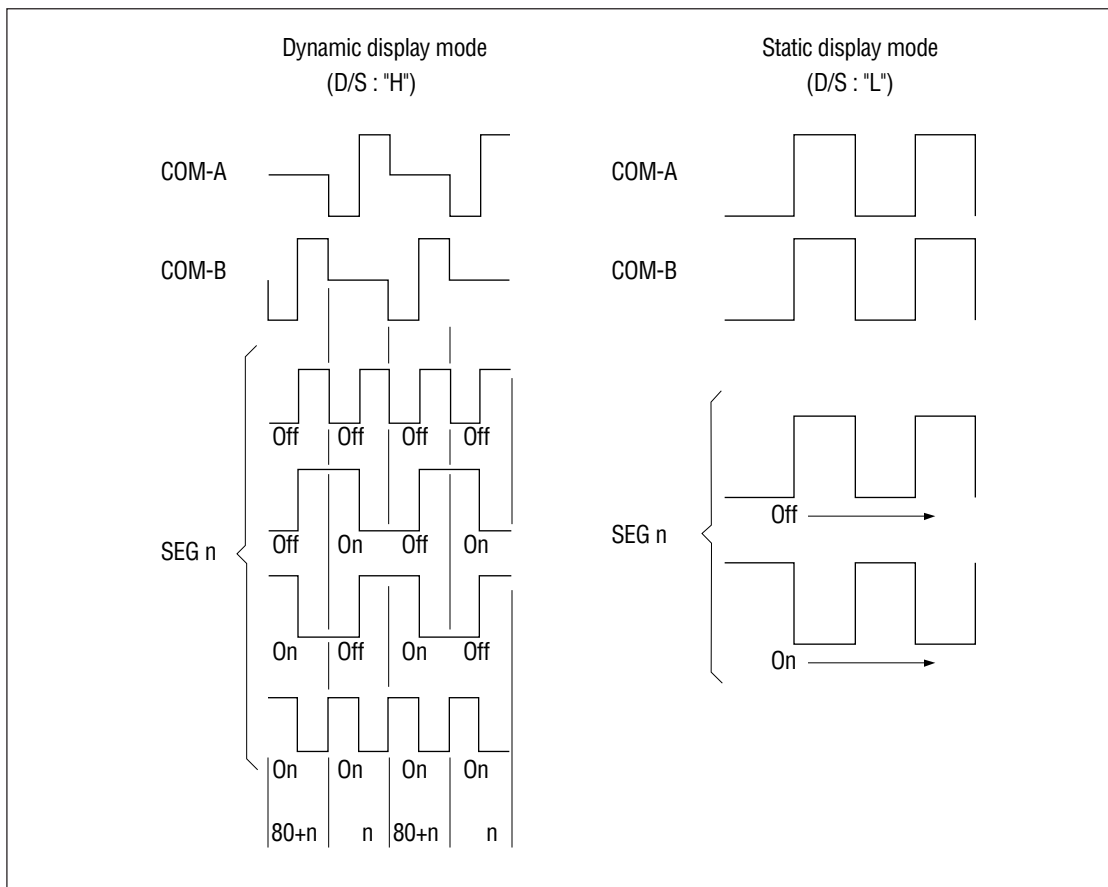 Dynamic display mode
(D/S : "H")
COM-A
COM-B
SEG n
Off Off Off Off
Off On Off On
On Off On Off
On On On On
80+n n 80+n n
Static display mode
(D/S : "L")
COM-A
COM-B
SEG n
Off
On